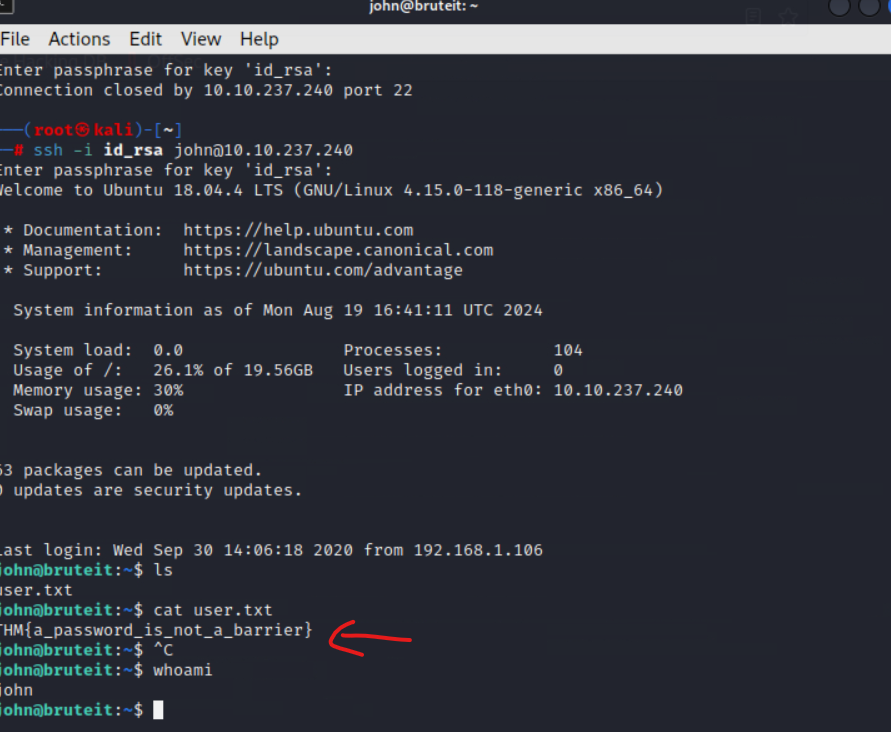 john@bruteit: ~
File Actions Edit View Help
Enter passphrase for key 'id_rsa':
Connection closed by 10.10.237.240 port 22
(root㉿kali)-[~]
# ssh -i id_rsa john@10.10.237.240
Enter passphrase for key 'id_rsa':
Welcome to Ubuntu 18.04.4 LTS (GNU/Linux 4.15.0-118-generic x86_64)
* Documentation: https://help.ubuntu.com
* Management: https://landscape.canonical.com
* Support: https://ubuntu.com/advantage
System information as of Mon Aug 19 16:41:11 UTC 2024
System load: 0.0 Processes: 104
Usage of /: 26.1% of 19.56GB Users logged in: 0
Memory usage: 30% IP address for eth0: 10.10.237.240
Swap usage: 0%
63 packages can be updated.
0 updates are security updates.
Last login: Wed Sep 30 14:06:18 2020 from 192.168.1.106
john@bruteit:~$ ls
user.txt
john@bruteit:~$ cat user.txt
THM{a_password_is_not_a_barrier}
john@bruteit:~$ ^C
john@bruteit:~$ whoami
john
john@bruteit:~$